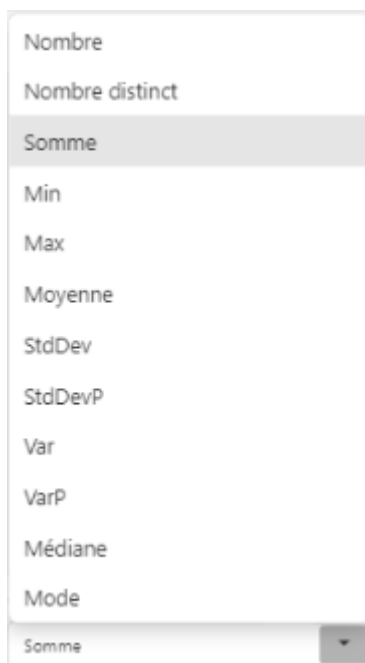 Nombre
Nombre distinct
Somme
Min
Max
Moyenne
StdDev
StdDevP
Var
VarP
Médiane
Mode
Somme